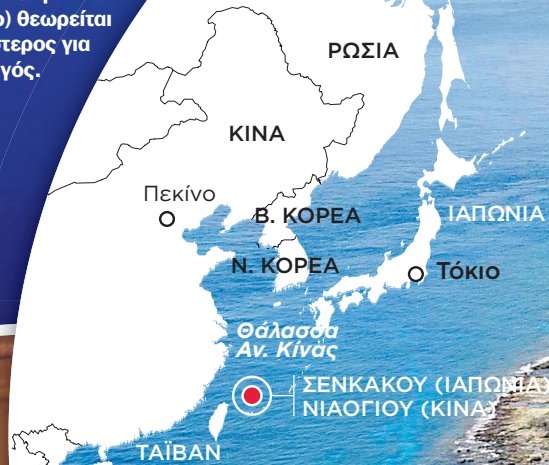 ο) θεωρείται
τερος για
γός.
ΡΩΣΙΑ
ΚΙΝΑ
Πεκίνο
Β. ΚΟΡΕΑ
ΙΑΠΩΝΙΑ
Ν. ΚΟΡΕΑ
Τόκιο
Θάλασσα
Αν. Κίνας
ΣΕΝΚΑΚΟΥ (ΙΑΠΩΝΙΑ)
ΝΙΑΟΓΙΟΥ (ΚΙΝΑ)
ΤΑΪΒΑΝ